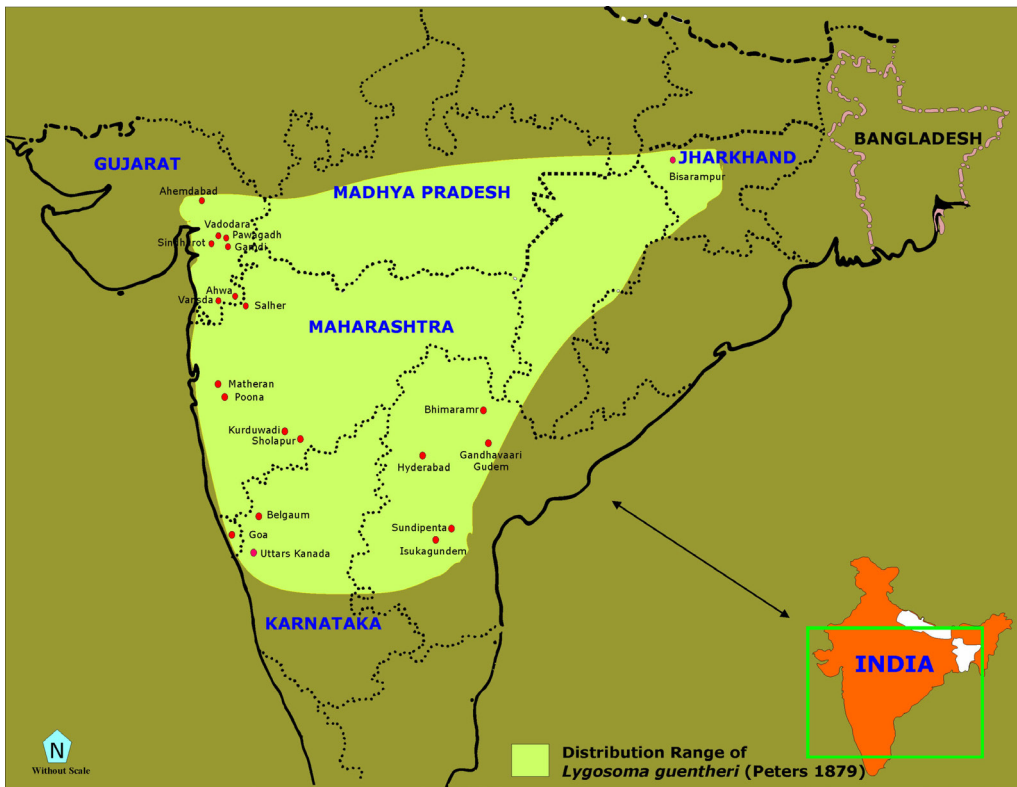 BANGLADESH
GUJARAT
JHARKHAND
Bisarampur
MADHYA PRADESH
Ahemdabad
Vadodara
Pawagadh
Sindharot
Gamdi
Ahwa
Vansda
Salher
MAHARASHTRA
Matheran
Poona
Bhimaramr
Kurduwadi
Sholapur
Gandhavaari
Gudem
Hyderabad
Belgaum
Sundipenta
Goa
Isukagundem
Uttars Kanada
KARNATAKA
INDIA
N
Without Scale
Distribution Range of
Lygosoma guentheri (Peters 1879)